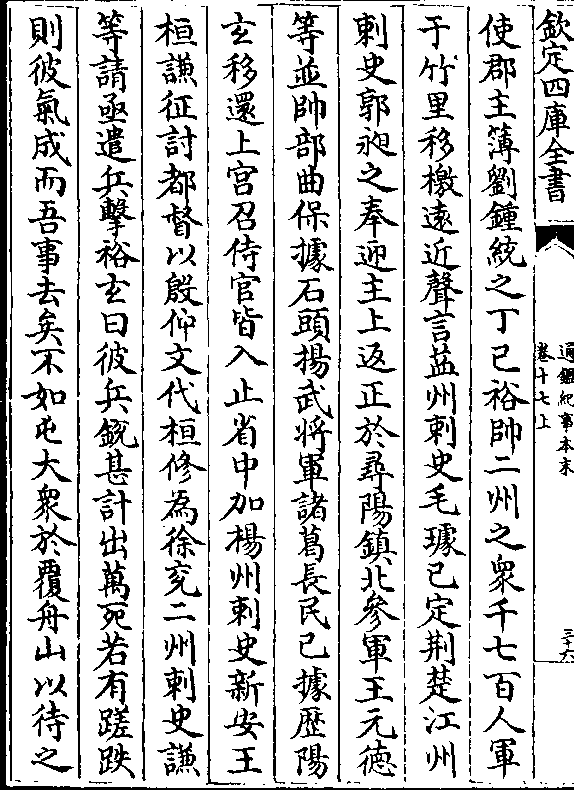 欽定四庫全書
通鑑紀事本末
卷十七上
三十六
使郡主簿劉鍾統之丁巳裕帥二州之衆千七百人軍
于竹里移檄遠近聲言益州刺史毛璩已定荆楚江州
刺史郭昶之奉迎主上返正於尋陽鎮北參軍王元德
等並帥部曲保據石頭揚武將軍諸葛長民已據歷陽
玄移還上宫召侍官皆入止省中加楊州刺史新安王
桓謙征討都督以殷仰文代桓修為徐兖二州刺史謙
等請亟遣兵擊裕玄曰彼兵銳甚計出萬死若有蹉跌
則彼氣成而吾事去矣不如屯大衆於覆舟山以待之